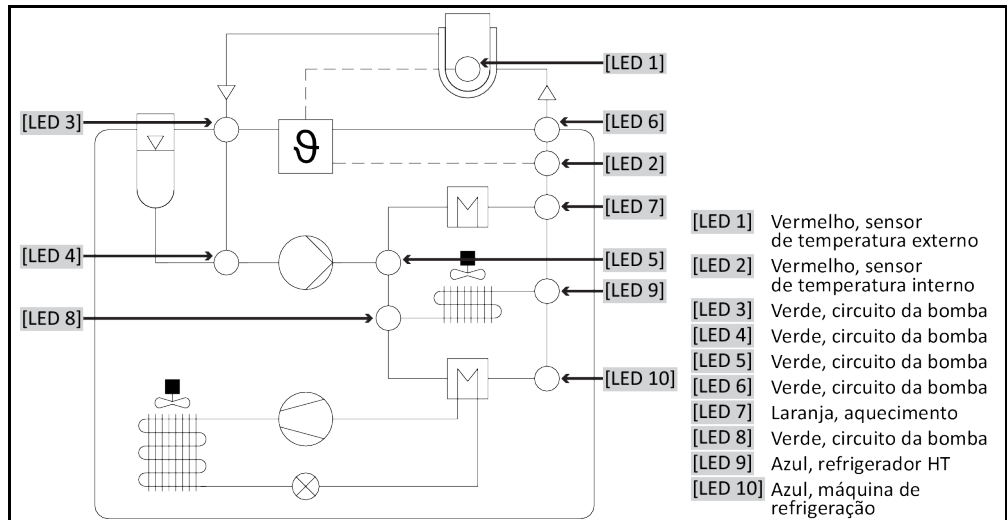 [LED 1]
[LED 3]
[LED 6]
ϑ
[LED 2]
[LED 7]
[LED 4]
[LED 5]
[LED 9]
[LED 8]
[LED 10]
[LED 1] Vermelho, sensor
de temperatura externo
[LED 2] Vermelho, sensor
de temperatura interno
[LED 3] Verde, circuito da bomba
[LED 4] Verde, circuito da bomba
[LED 5] Verde, circuito da bomba
[LED 6] Verde, circuito da bomba
[LED 7] Laranja, aquecimento
[LED 8] Verde, circuito da bomba
[LED 9] Azul, refrigerador HT
[LED 10] Azul, máquina de
refrigeração